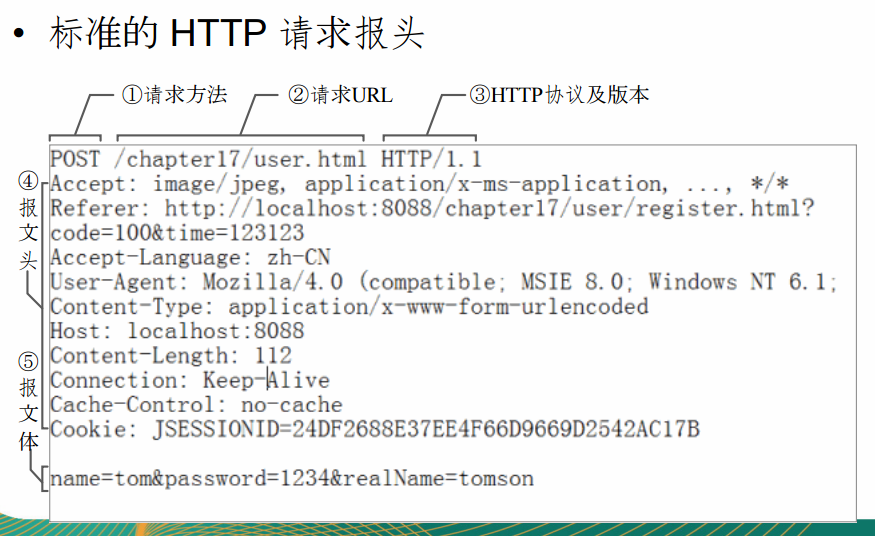 • 标准的 HTTP 请求报头
①请求方法 ②请求URL ③HTTP协议及版本
POST /chapter17/user.html HTTP/1.1
④报文头
Accept: image/jpeg, application/x-ms-application, ..., */*
Referer: http://localhost:8088/chapter17/user/register.html?
code=100&time=123123
Accept-Language: zh-CN
User-Agent: Mozilla/4.0 (compatible; MSIE 8.0; Windows NT 6.1;
Content-Type: application/x-www-form-urlencoded
Host: localhost:8088
Content-Length: 112
Connection: Keep-Alive
Cache-Control: no-cache
Cookie: JSESSIONID=24DF2688E37EE4F66D9669D2542AC17B
⑤报文体
name=tom&password=1234&realName=tomson